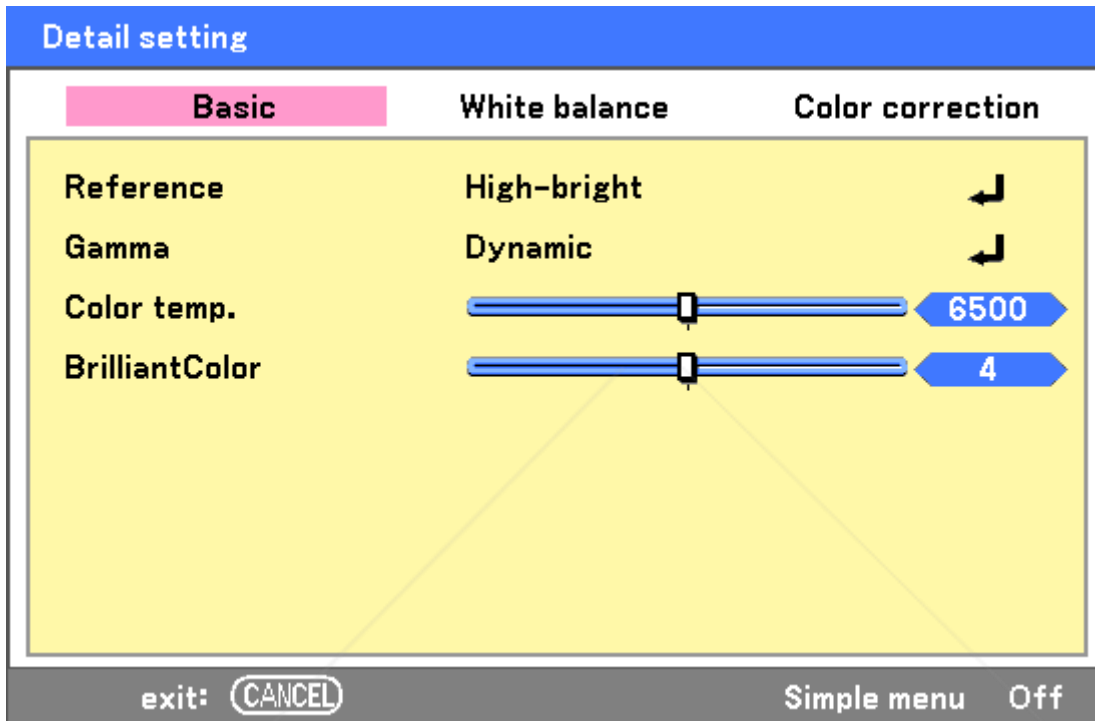 Detail setting
Basic White balance Color correction
Reference High-bright
Gamma Dynamic
Color temp. 6500
BrilliantColor 4
exit: CANCEL Simple menu Off